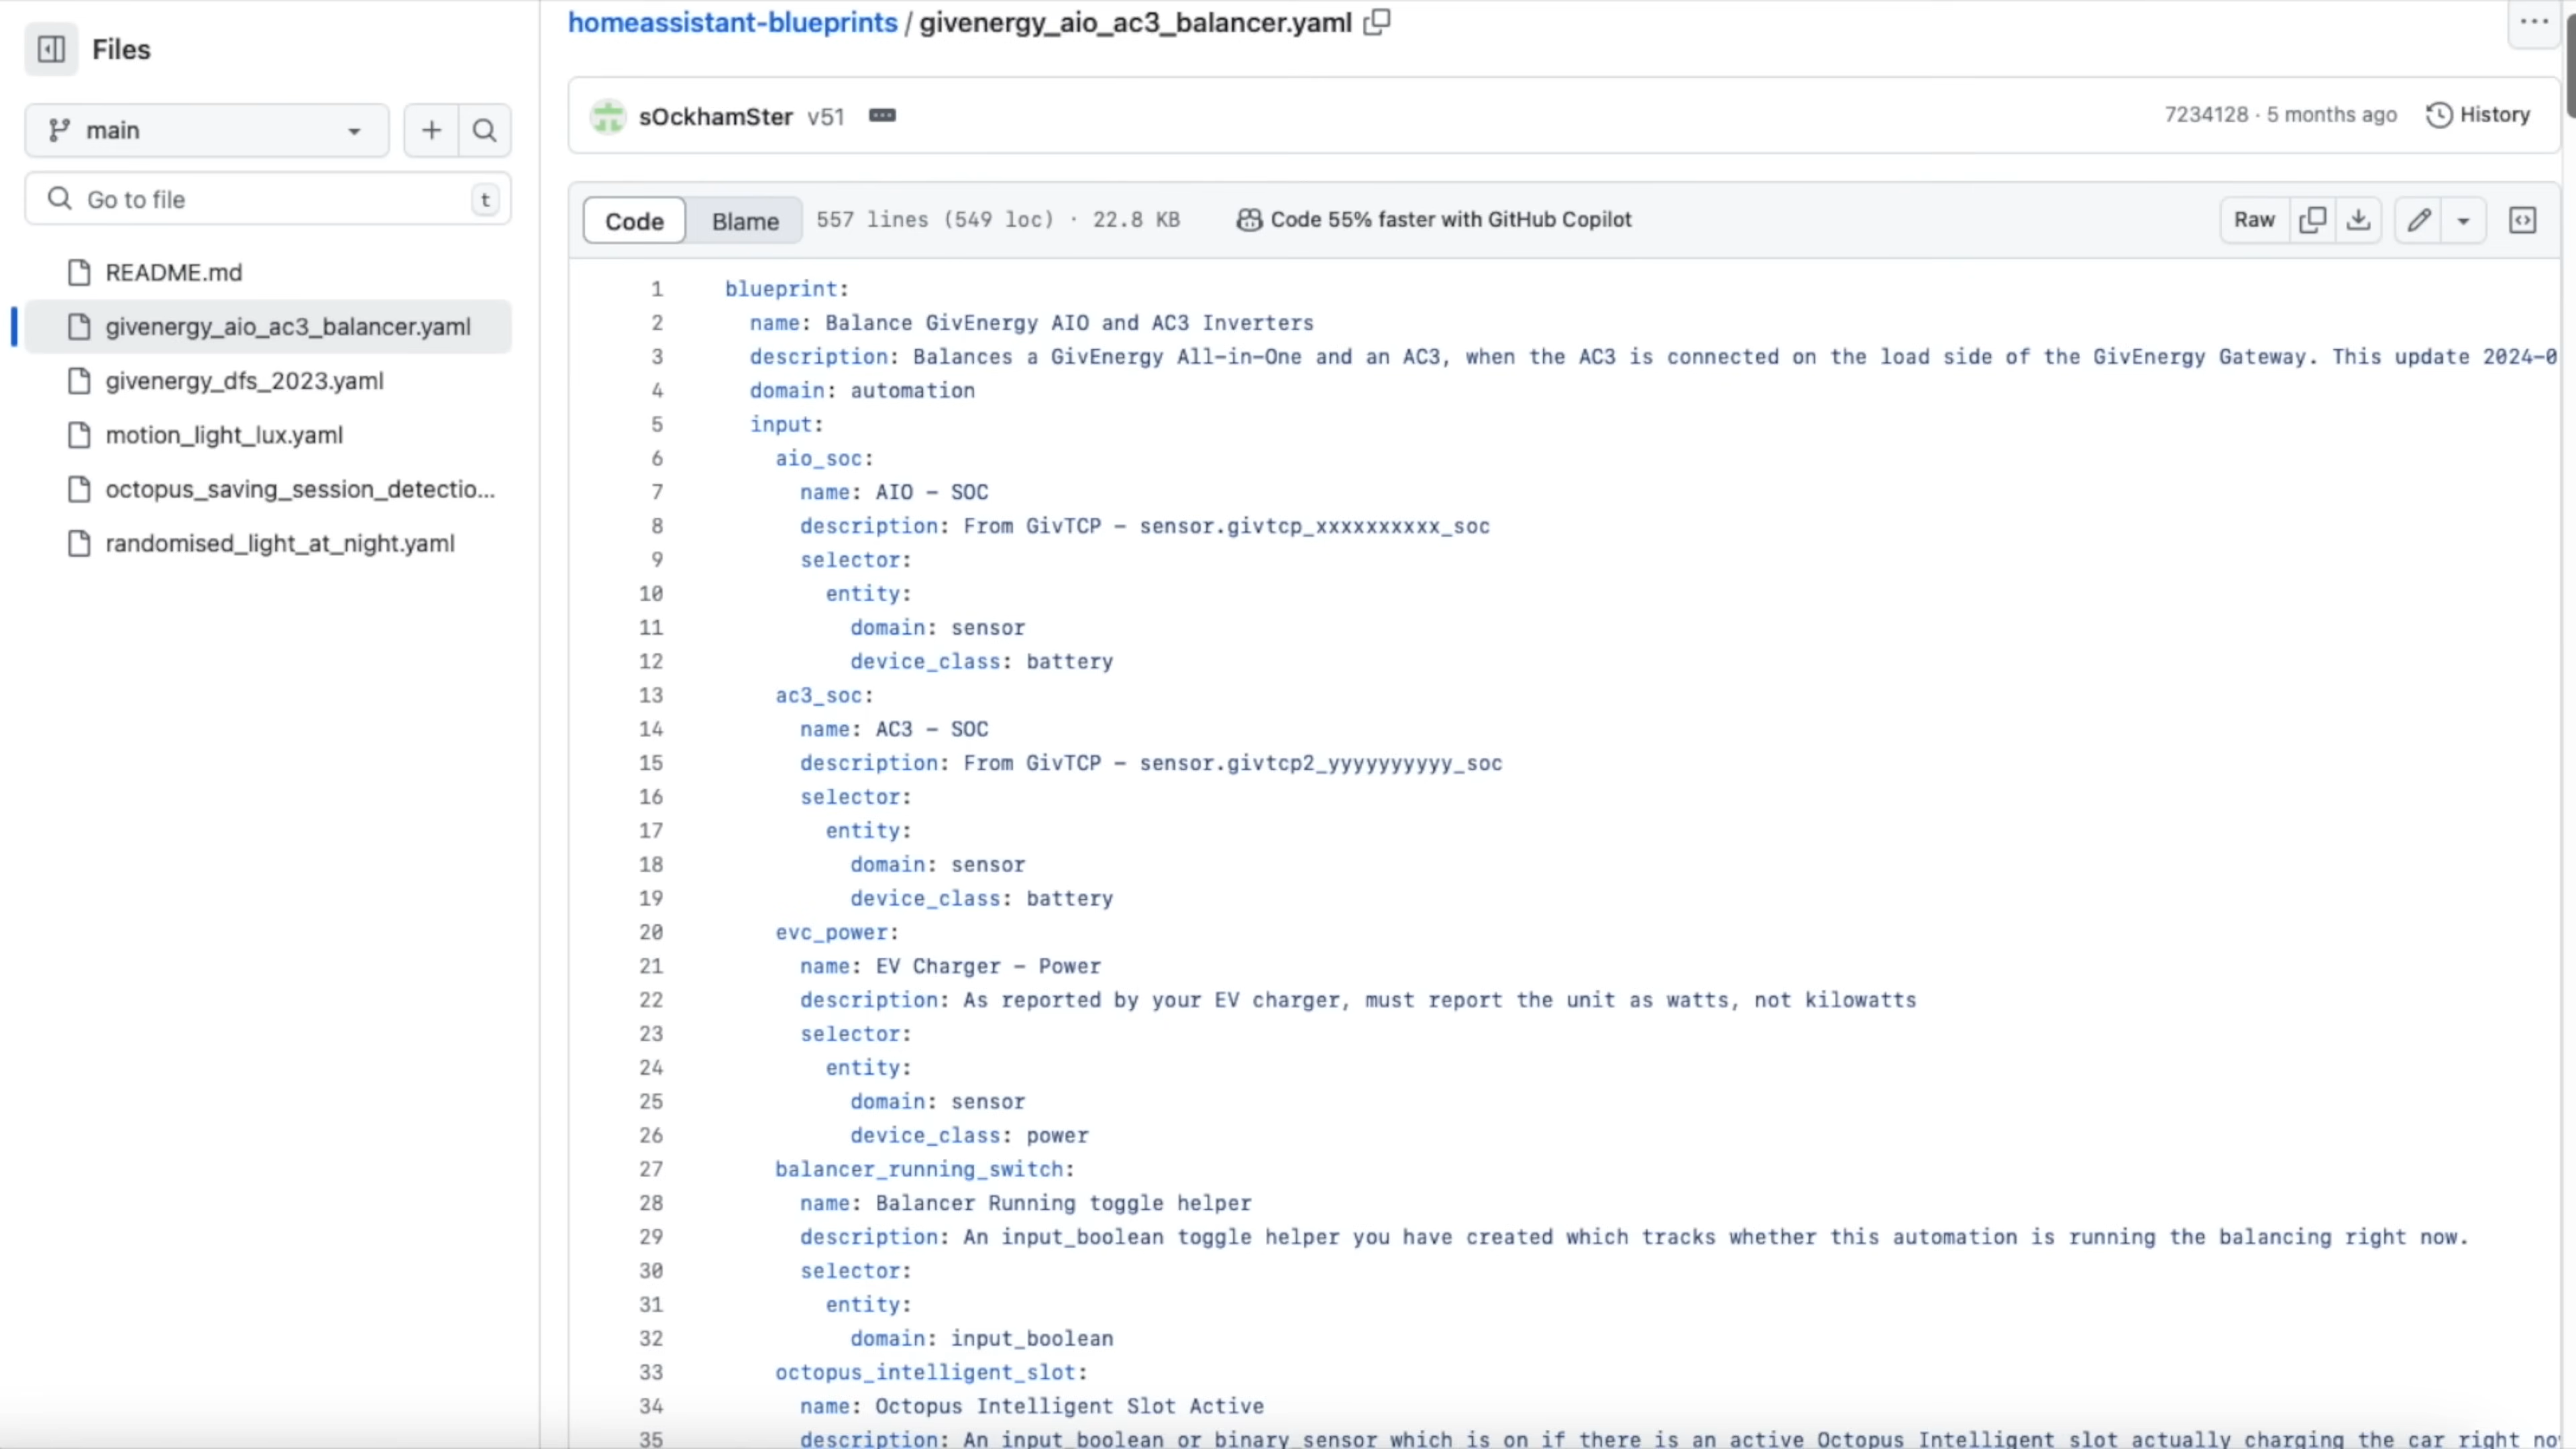 Files
main
Go to file
t
README.md
givenergy_aio_ac3_balancer.yaml
givenergy_dfs_2023.yaml
motion_light_lux.yaml
octopus_saving_session_detectio...
randomised_light_at_night.yaml
homeassistant-blueprints / givenergy_aio_ac3_balancer.yaml
sOckhamSter v51
7234128 · 5 months ago History
Code Blame 557 lines (549 loc) · 22.8 KB Code 55% faster with GitHub Copilot Raw
1 blueprint:
2 name: Balance GivEnergy AIO and AC3 Inverters
3 description: Balances a GivEnergy All-in-One and an AC3, when the AC3 is connected on the load side of the GivEnergy Gateway. This update 2024-0
4 domain: automation
5 input:
6 aio_soc:
7 name: AIO - SOC
8 description: From GivTCP - sensor.givtcp_xxxxxxxxxx_soc
9 selector:
10 entity:
11 domain: sensor
12 device_class: battery
13 ac3_soc:
14 name: AC3 - SOC
15 description: From GivTCP - sensor.givtcp2_yyyyyyyyyy_soc
16 selector:
17 entity:
18 domain: sensor
19 device_class: battery
20 evc_power:
21 name: EV Charger - Power
22 description: As reported by your EV charger, must report the unit as watts, not kilowatts
23 selector:
24 entity:
25 domain: sensor
26 device_class: power
27 balancer_running_switch:
28 name: Balancer Running toggle helper
29 description: An input_boolean toggle helper you have created which tracks whether this automation is running the balancing right now.
30 selector:
31 entity:
32 domain: input_boolean
33 octopus_intelligent_slot:
34 name: Octopus Intelligent Slot Active
35 description: An input_boolean or binary_sensor which is on if there is an active Octopus Intelligent slot actually charging the car right no